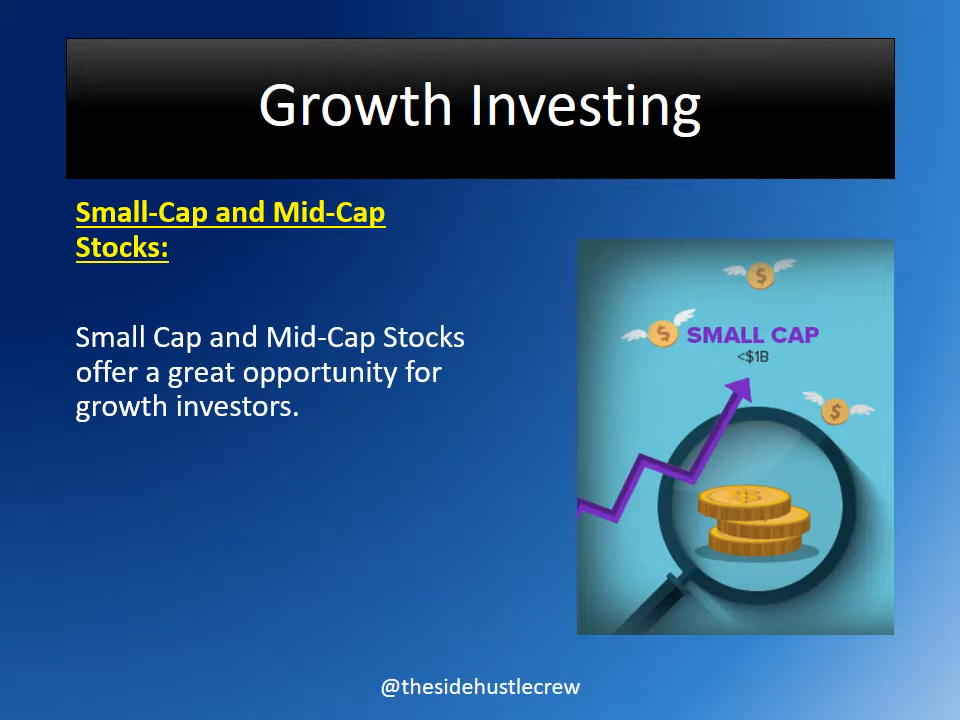 Growth Investing
Small-Cap and Mid-Cap
Stocks:
Small Cap and Mid-Cap Stocks
offer a great opportunity for
growth investors.
SMALL CAP
<$1B
@thesidehustlecrew